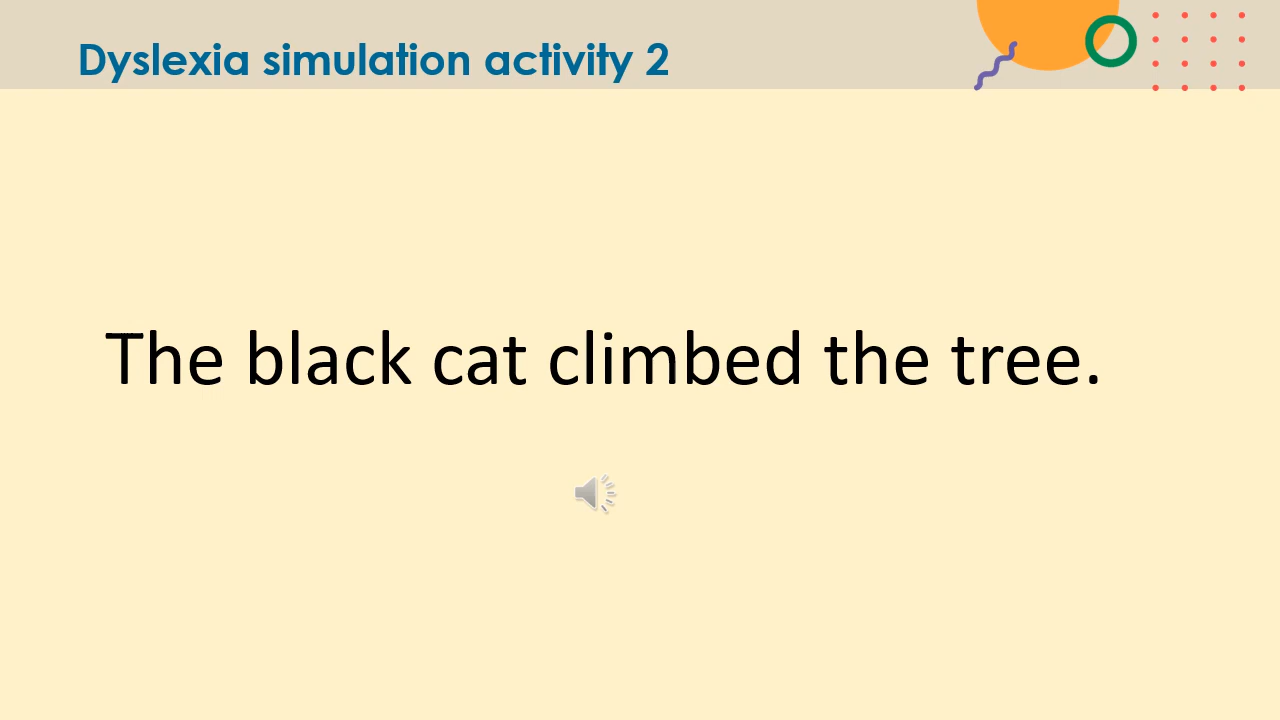 Dyslexia simulation activity 2
The black cat climbed the tree.